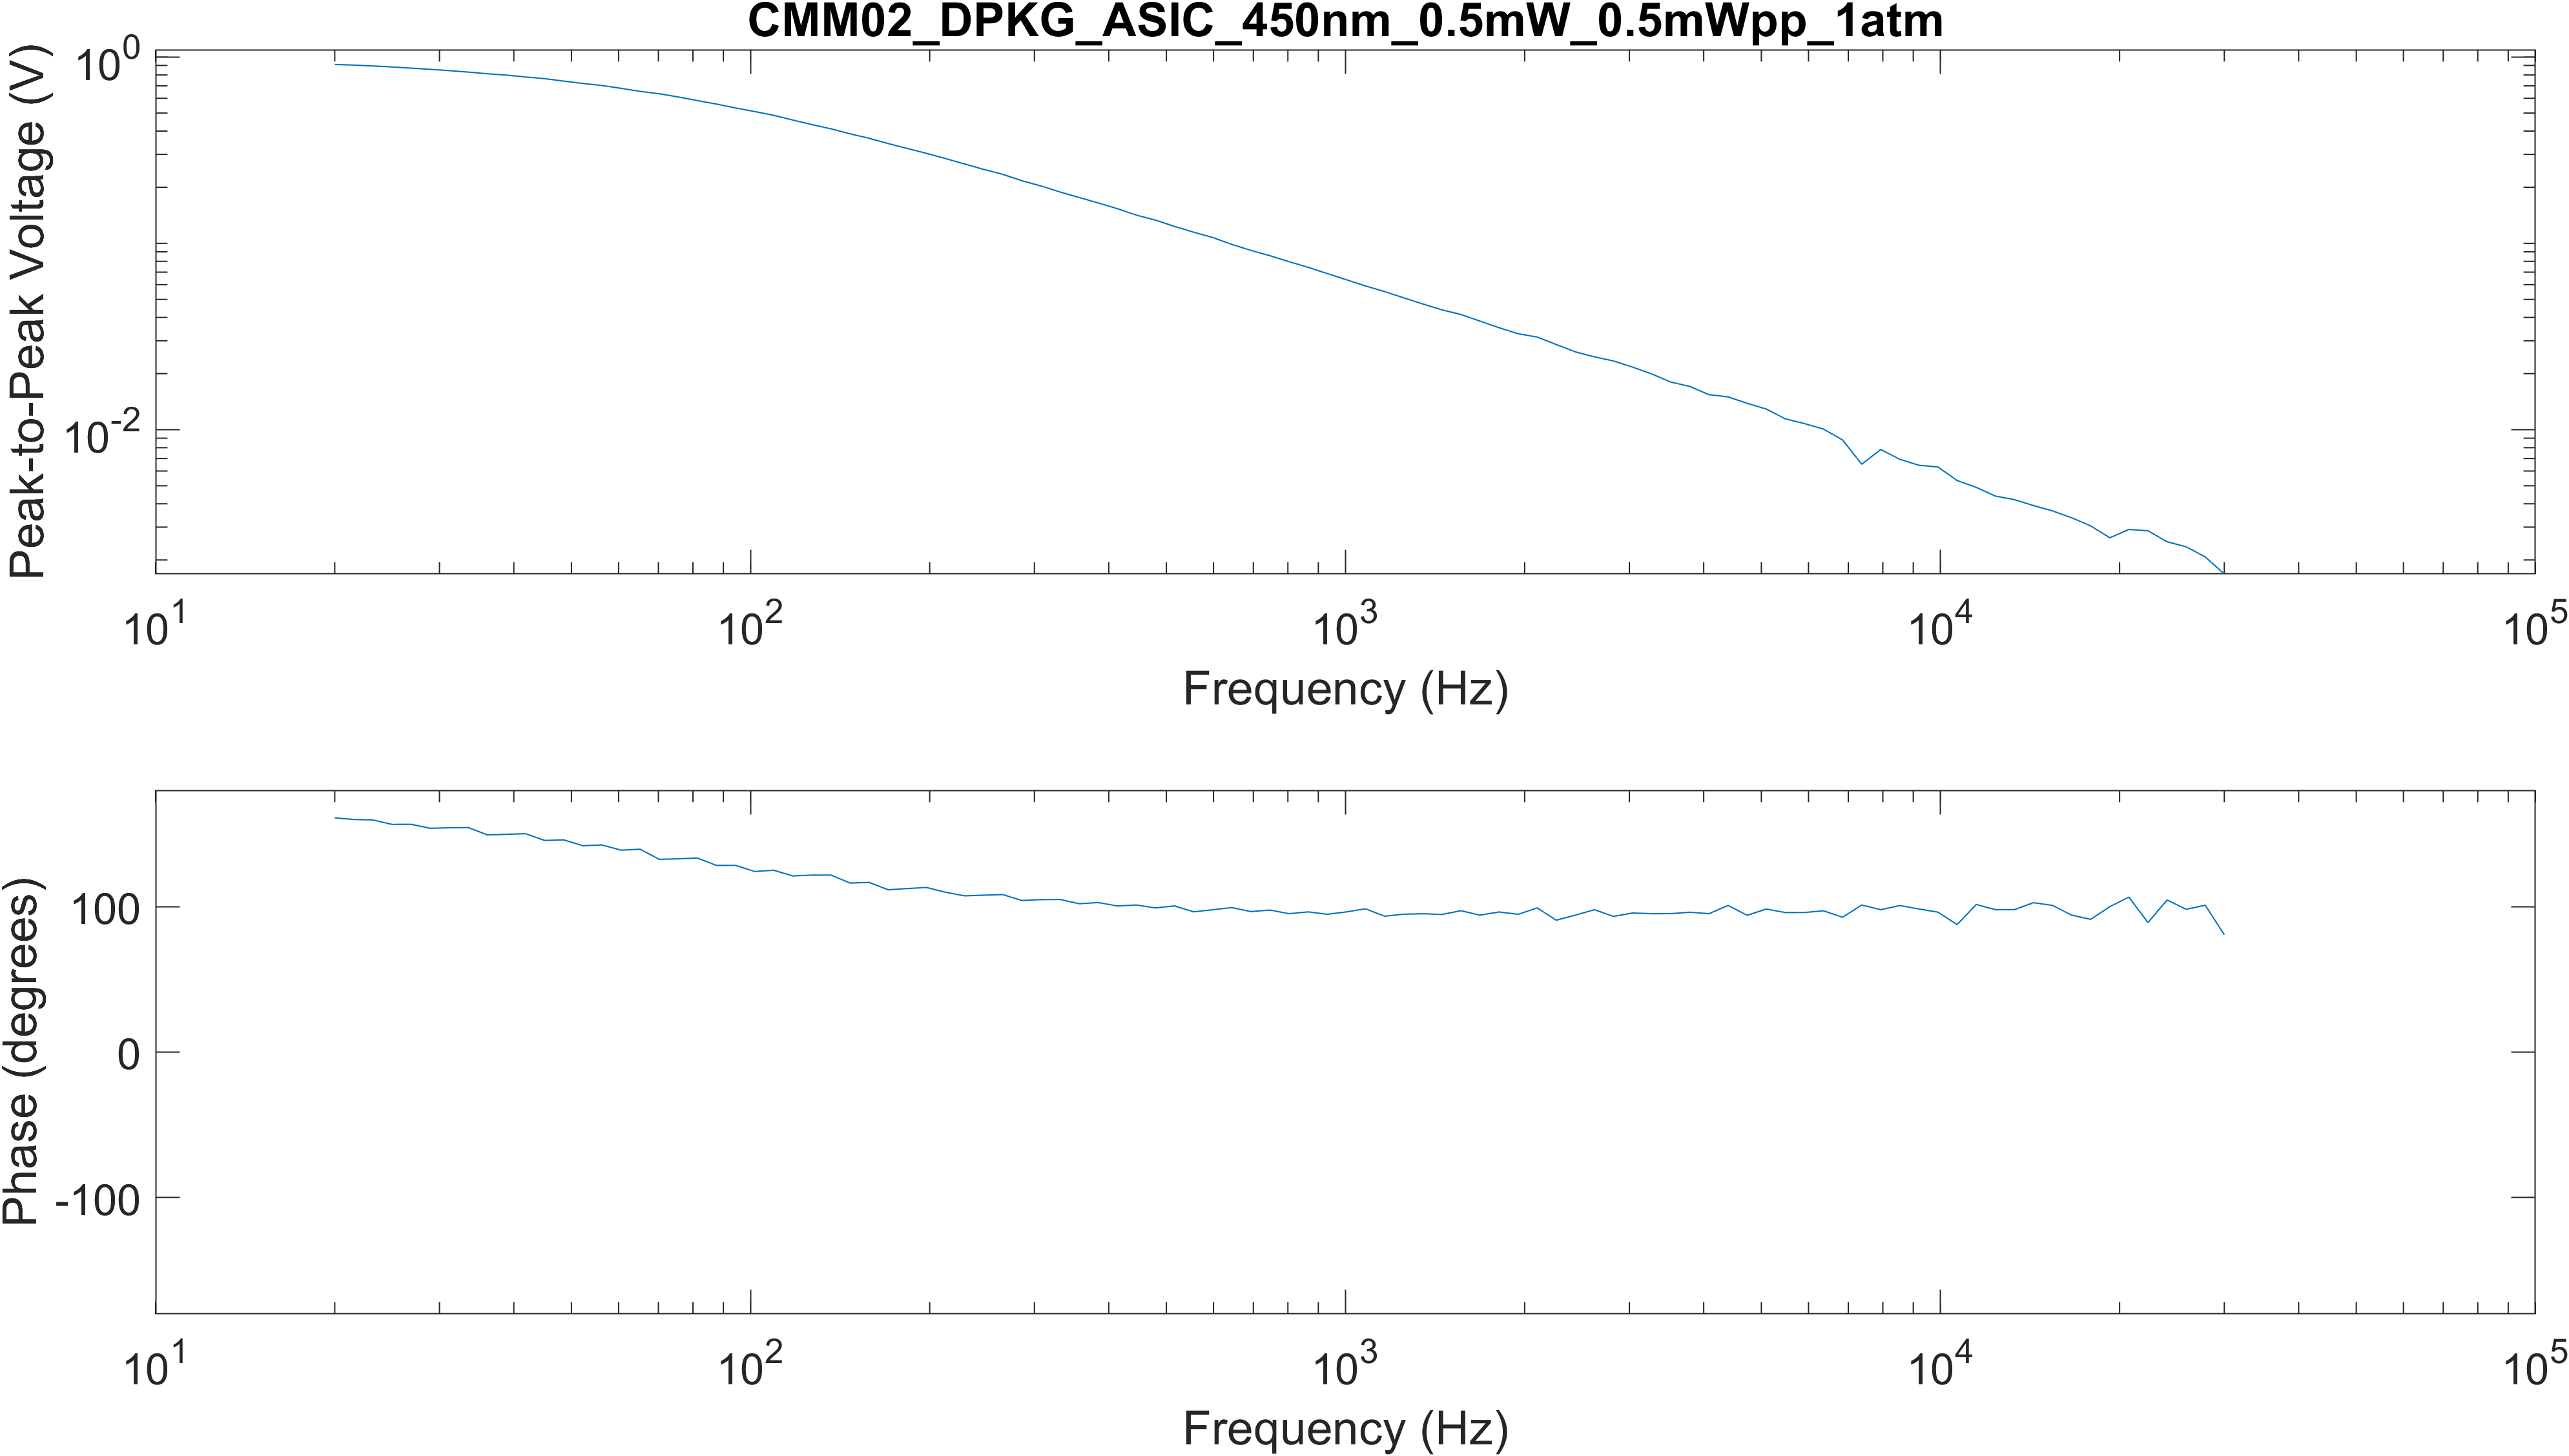 CMM02_DPKG_ASIC_450nm_0.5mW_0.5mWpp_1atm
Peak-to-Peak Voltage (V)
10^0
10^-2
10^1 10^2 10^3 10^4 10^5
Frequency (Hz)
Phase (degrees)
100
0
-100
10^1 10^2 10^3 10^4 10^5
Frequency (Hz)